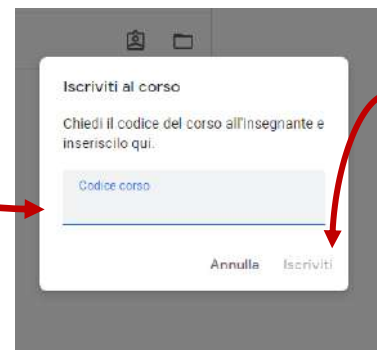 Iscriviti al corso
Chiedi il codice del corso all'insegnante e
inseriscilo qui.
Codice corso
Annulla Iscriviti